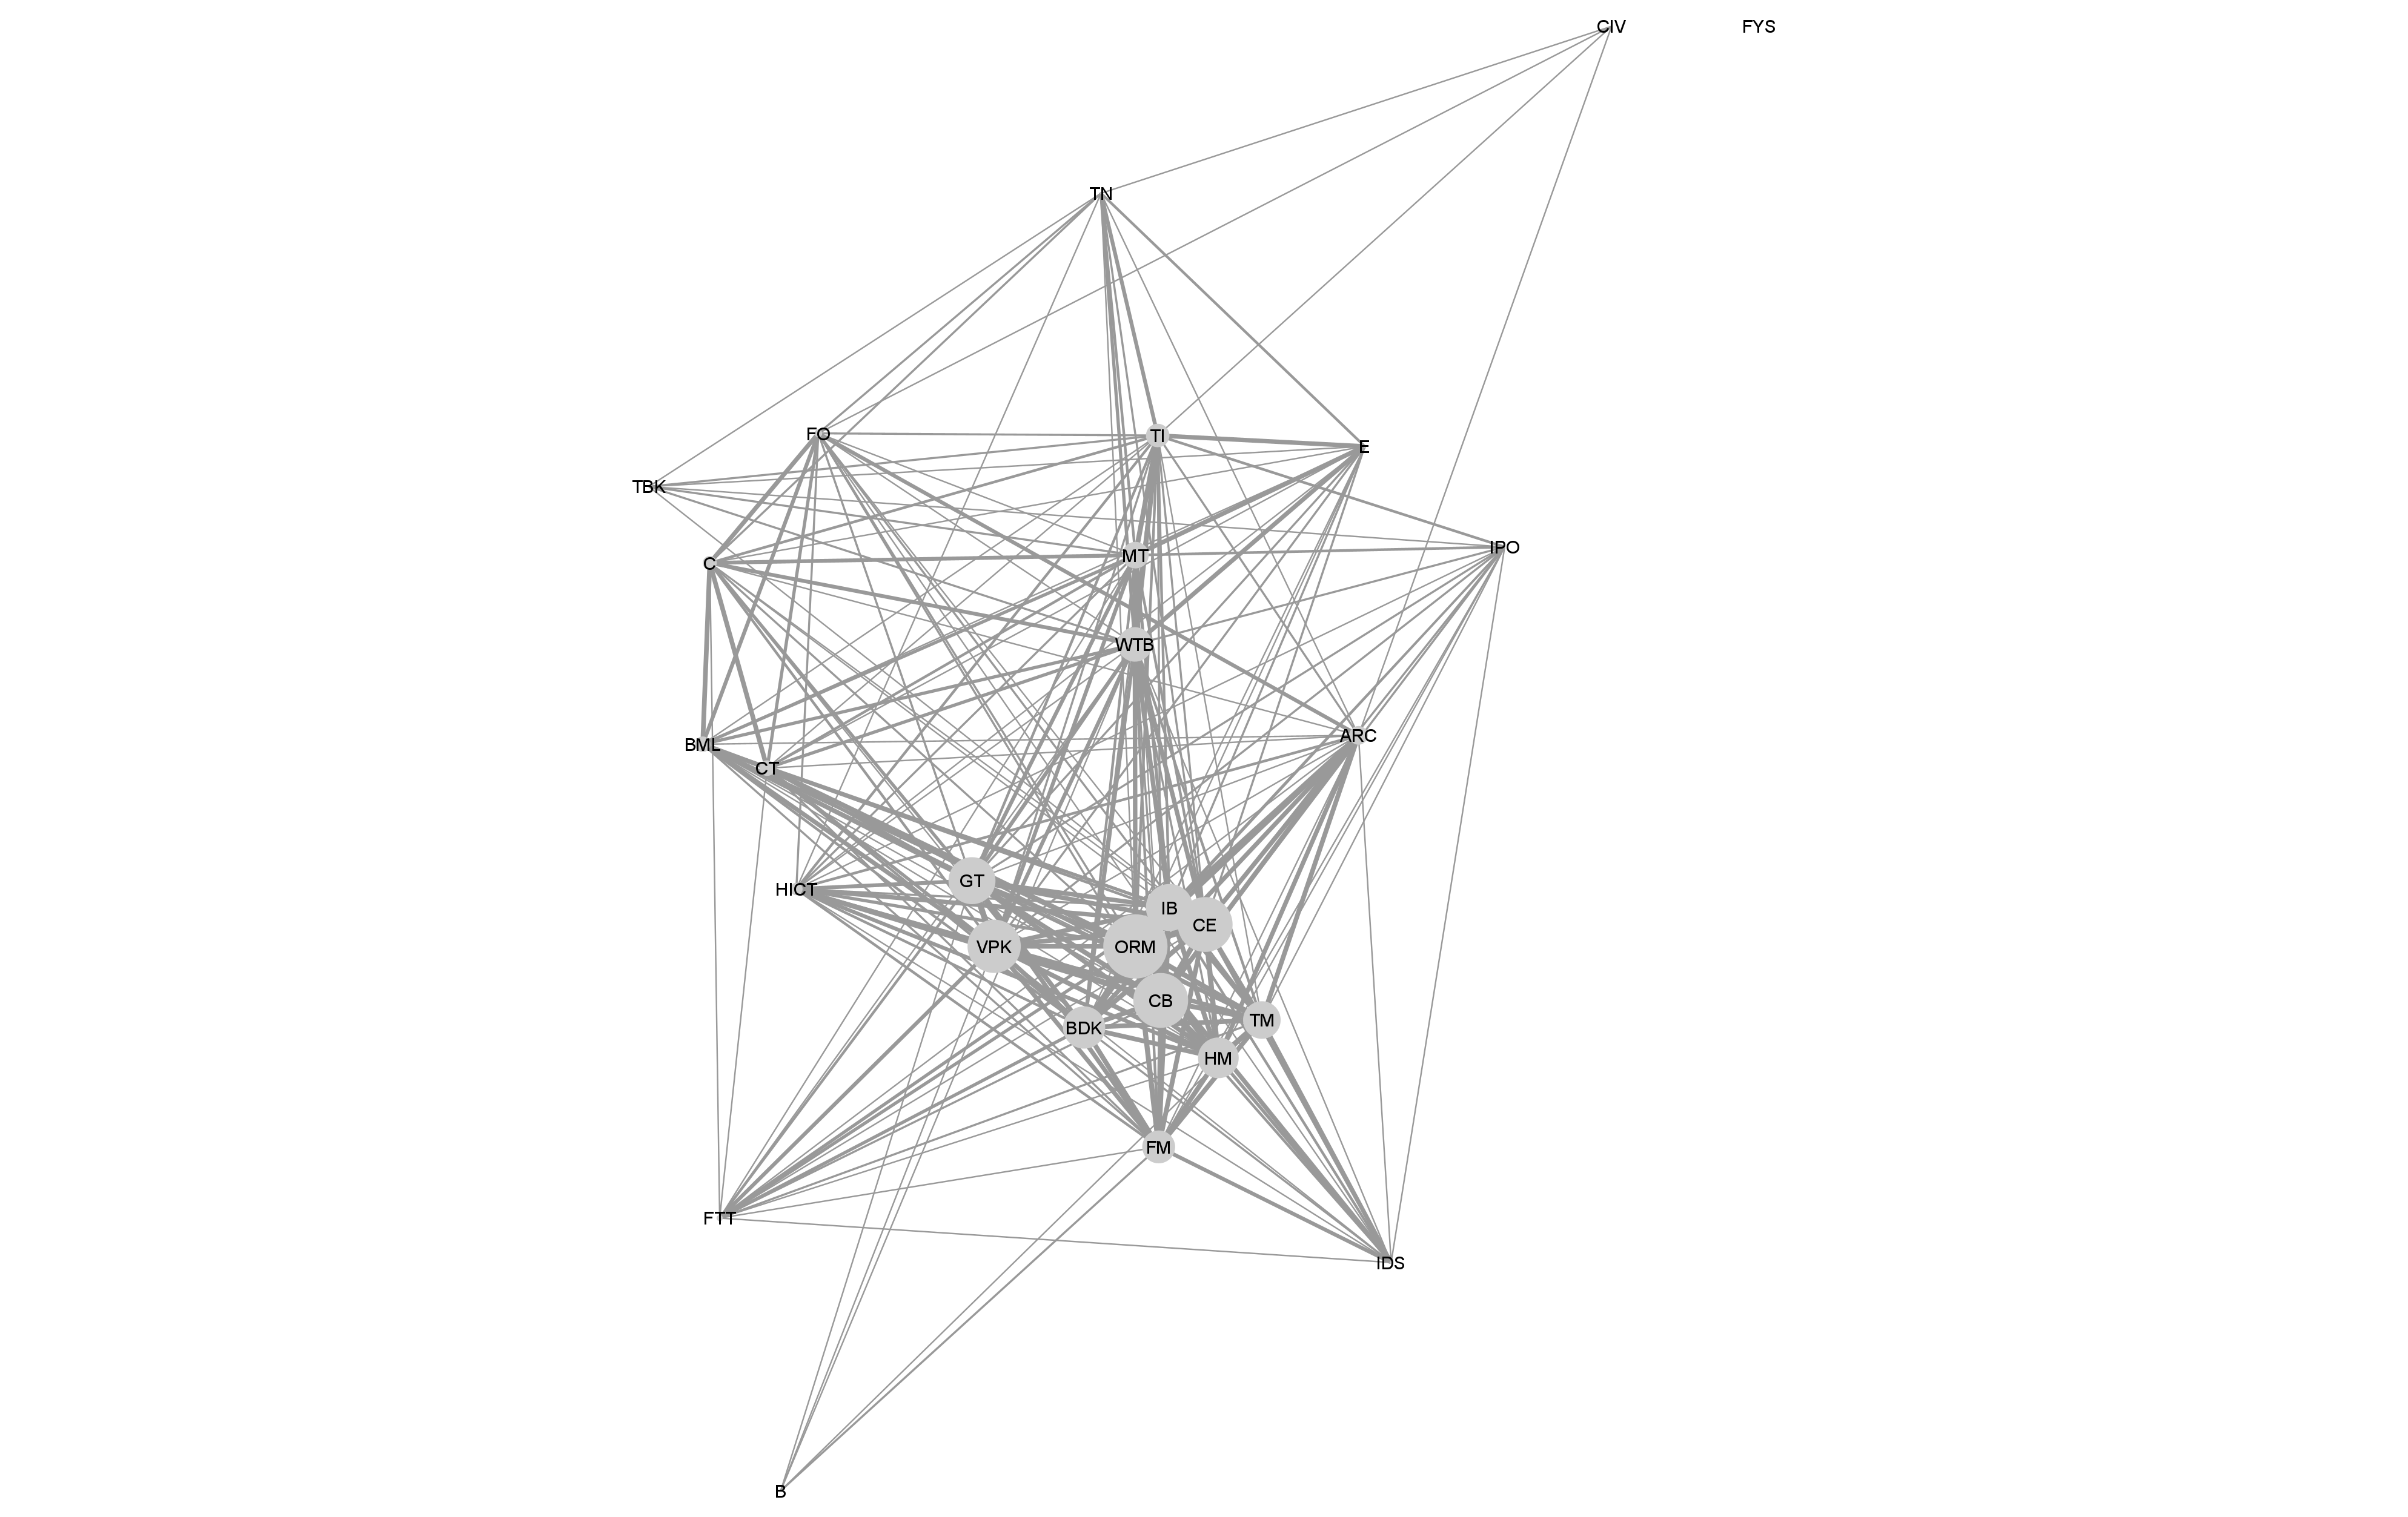 CIV
FYS
TN
FO
TI
E
TBK
IPO
MT
C
WTB
ARC
BML
CT
GT
HICT
IB
CE
VPK
ORM
CB
TM
BDK
HM
FM
FTT
IDS
B